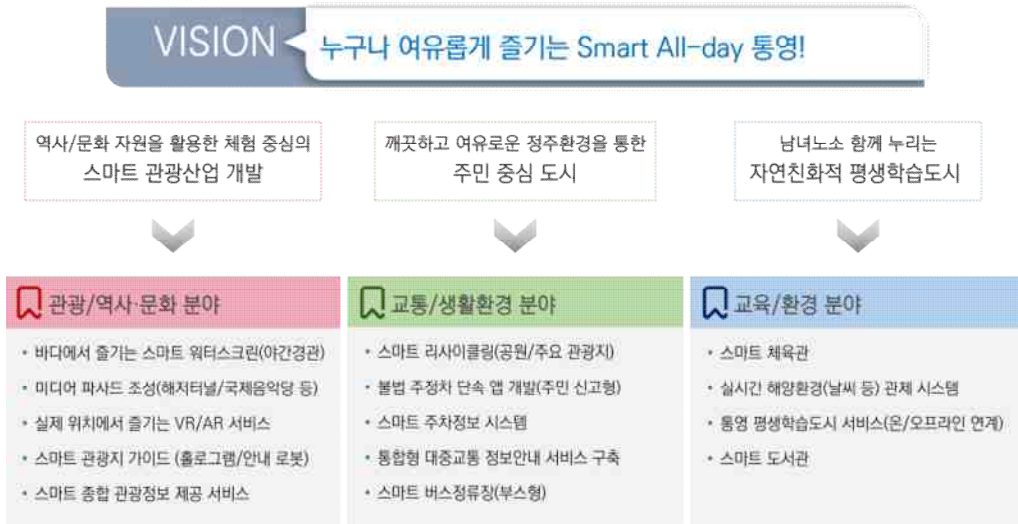 VISION
누구나 여유롭게 즐기는 Smart All-day 통영!
역사/문화 자원을 활용한 체험 중심의
스마트 관광산업 개발
깨끗하고 여유로운 정주환경을 통한
주민 중심 도시
남녀노소 함께 누리는
자연친화적 평생학습도시
관광/역사·문화 분야
• 바다에서 즐기는 스마트 워터스크린(야간경관)
• 미디어 파사드 조성(해저터널/국제음악당 등)
• 실제 위치에서 즐기는 VR/AR 서비스
• 스마트 관광지 가이드 (홀로그램/안내 로봇)
• 스마트 종합 관광정보 제공 서비스
교통/생활환경 분야
• 스마트 리사이클링(공원/주요 관광지)
• 불법 주정차 단속 앱 개발(주민 신고형)
• 스마트 주차정보 시스템
• 통합형 대중교통 정보안내 서비스 구축
• 스마트 버스정류장(부스형)
교육/환경 분야
• 스마트 체육관
• 실시간 해양환경(날씨 등) 관제 시스템
• 통영 평생학습도시 서비스(온/오프라인 연계)
• 스마트 도서관